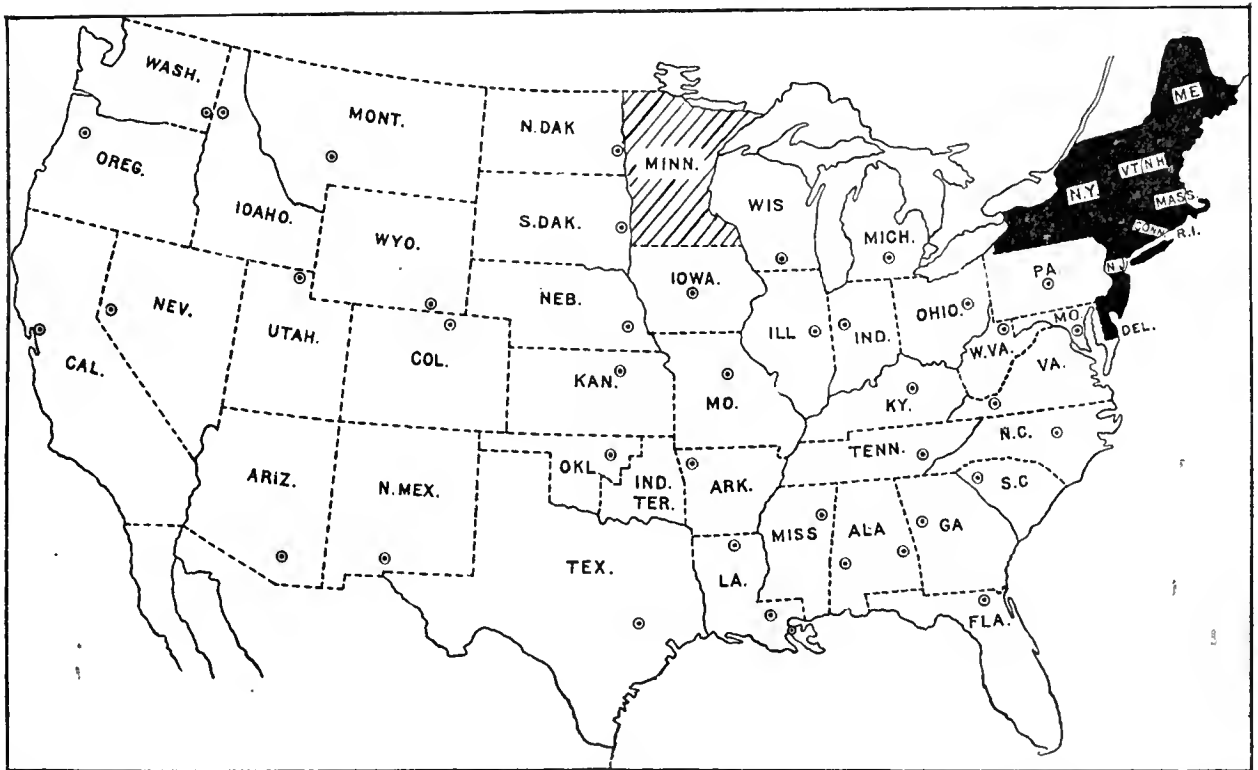 WASH.
MONT.
N.DAK
MINN.
ME
OREG.
IDAHO.
WYO.
S.DAK.
WIS
MICH.
N.Y.
VT
N.H
MASS.
CONN
R.I.
NEV.
UTAH.
COL.
NEB.
IOWA.
ILL
IND.
OHIO.
PA
N.J
MO
DEL.
W.VA.
VA.
CAL.
KAN.
MO.
KY.
ARIZ.
N.MEX.
OKL
IND.
TER.
ARK.
TENN.
N.C.
S.C
TEX.
LA.
MISS
ALA
GA
FLA.